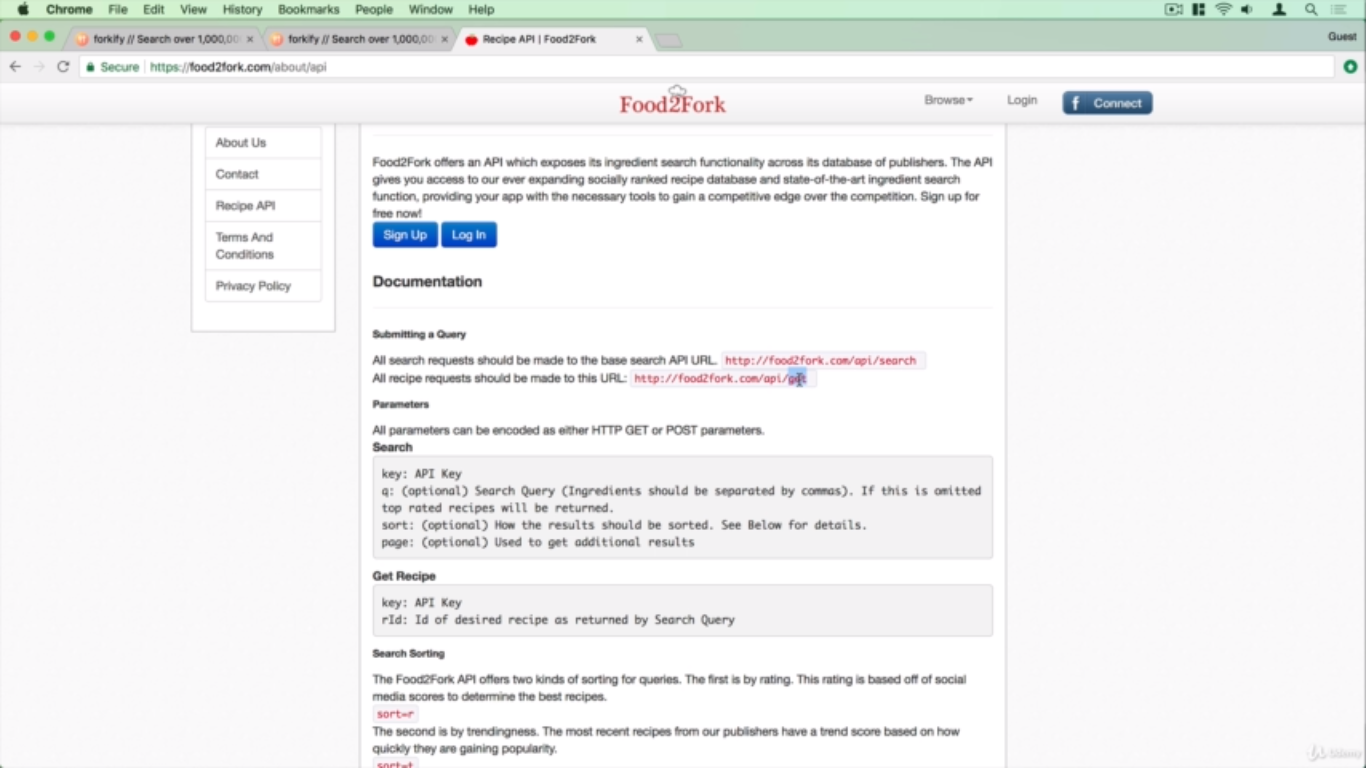 Chrome File Edit View History Bookmarks People Window Help
forkify // Search over 1,000,00 forkify // Search over 1,000,00 Recipe API | Food2Fork Guest
Secure https://food2fork.com/about/api
Food2Fork Browse Login f Connect
About Us
Contact
Recipe API
Terms And
Conditions
Privacy Policy
Food2Fork offers an API which exposes its ingredient search functionality across its database of publishers. The API
gives you access to our ever expanding socially ranked recipe database and state-of-the-art ingredient search
function, providing your app with the necessary tools to gain a competitive edge over the competition. Sign up for
free now!
Sign Up Log In
Documentation
Submitting a Query
All search requests should be made to the base search API URL. http://food2fork.com/api/search
All recipe requests should be made to this URL: http://food2fork.com/api/get
Parameters
All parameters can be encoded as either HTTP GET or POST parameters.
Search
key: API Key
q: (optional) Search Query (Ingredients should be separated by commas). If this is omitted
top rated recipes will be returned.
sort: (optional) How the results should be sorted. See Below for details.
page: (optional) Used to get additional results
Get Recipe
key: API Key
rId: Id of desired recipe as returned by Search Query
Search Sorting
The Food2Fork API offers two kinds of sorting for queries. The first is by rating. This rating is based off of social
media scores to determine the best recipes.
sort=r
The second is by trendingness. The most recent recipes from our publishers have a trend score based on how
quickly they are gaining popularity.
sort=t
Udemy